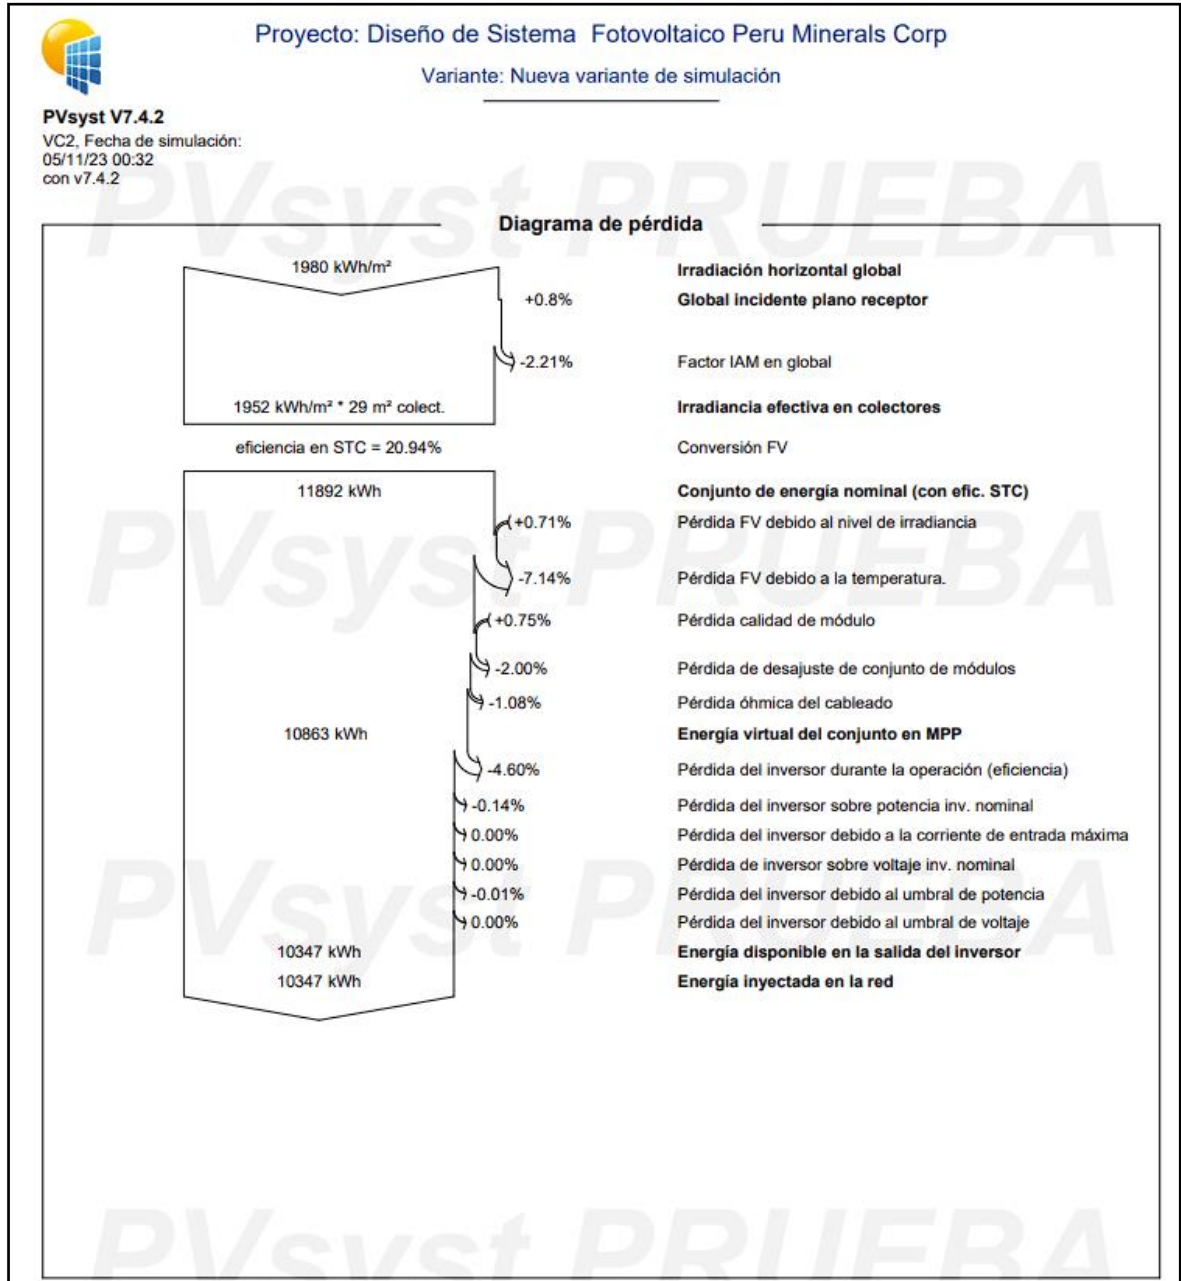 Proyecto: Diseño de Sistema Fotovoltaico Peru Minerals Corp
Variante: Nueva variante de simulación
PVsyst V7.4.2
VC2, Fecha de simulación:
05/11/23 00:32
con v7.4.2
PVsyst PRUEBA
Diagrama de pérdida
1980 kWh/m² Irradiación horizontal global
+0.8% Global incidente plano receptor
-2.21% Factor IAM en global
1952 kWh/m² * 29 m² colect. Irradiancia efectiva en colectores
eficiencia en STC = 20.94% Conversión FV
11892 kWh Conjunto de energía nominal (con efic. STC)
+0.71% Pérdida FV debido al nivel de irradiancia
PVsyst PRUEBA
-7.14% Pérdida FV debido a la temperatura.
+0.75% Pérdida calidad de módulo
-2.00% Pérdida de desajuste de conjunto de módulos
-1.08% Pérdida óhmica del cableado
10863 kWh Energía virtual del conjunto en MPP
-4.60% Pérdida del inversor durante la operación (eficiencia)
-0.14% Pérdida del inversor sobre potencia inv. nominal
0.00% Pérdida del inversor debido a la corriente de entrada máxima
0.00% Pérdida de inversor sobre voltaje inv. nominal
PVsyst PRUEBA
-0.01% Pérdida del inversor debido al umbral de potencia
0.00% Pérdida del inversor debido al umbral de voltaje
10347 kWh Energía disponible en la salida del inversor
10347 kWh Energía inyectada en la red
PVsyst PRUEBA